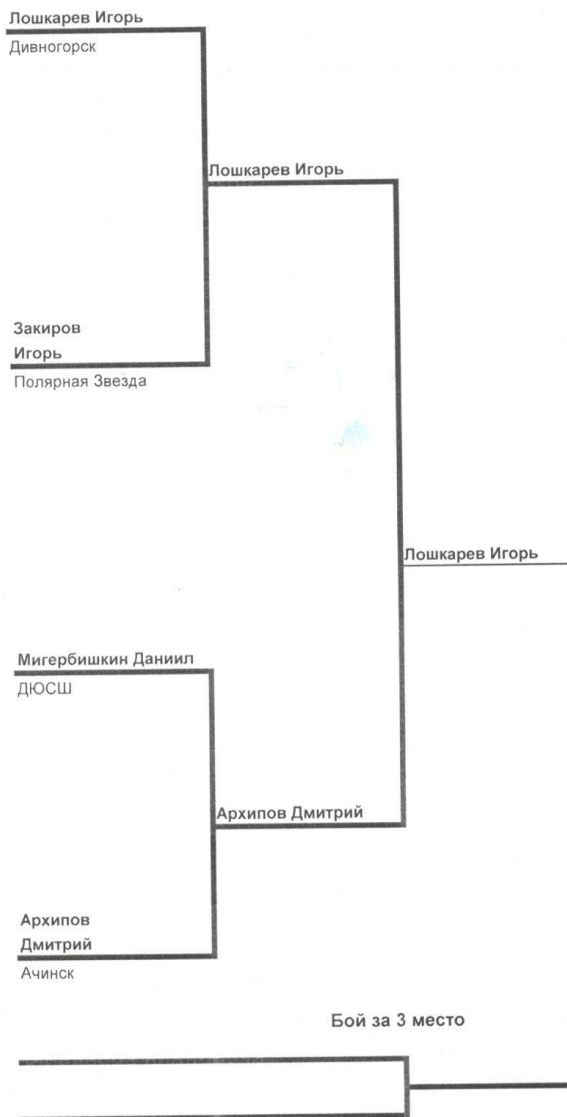 Лошкарев Игорь
Дивногорск
Лошкарев Игорь
Закиров
Игорь
Полярная Звезда
Лошкарев Игорь
Мигербишкин Даниил
ДЮСШ
Архипов Дмитрий
Архипов
Дмитрий
Ачинск
Бой за 3 место